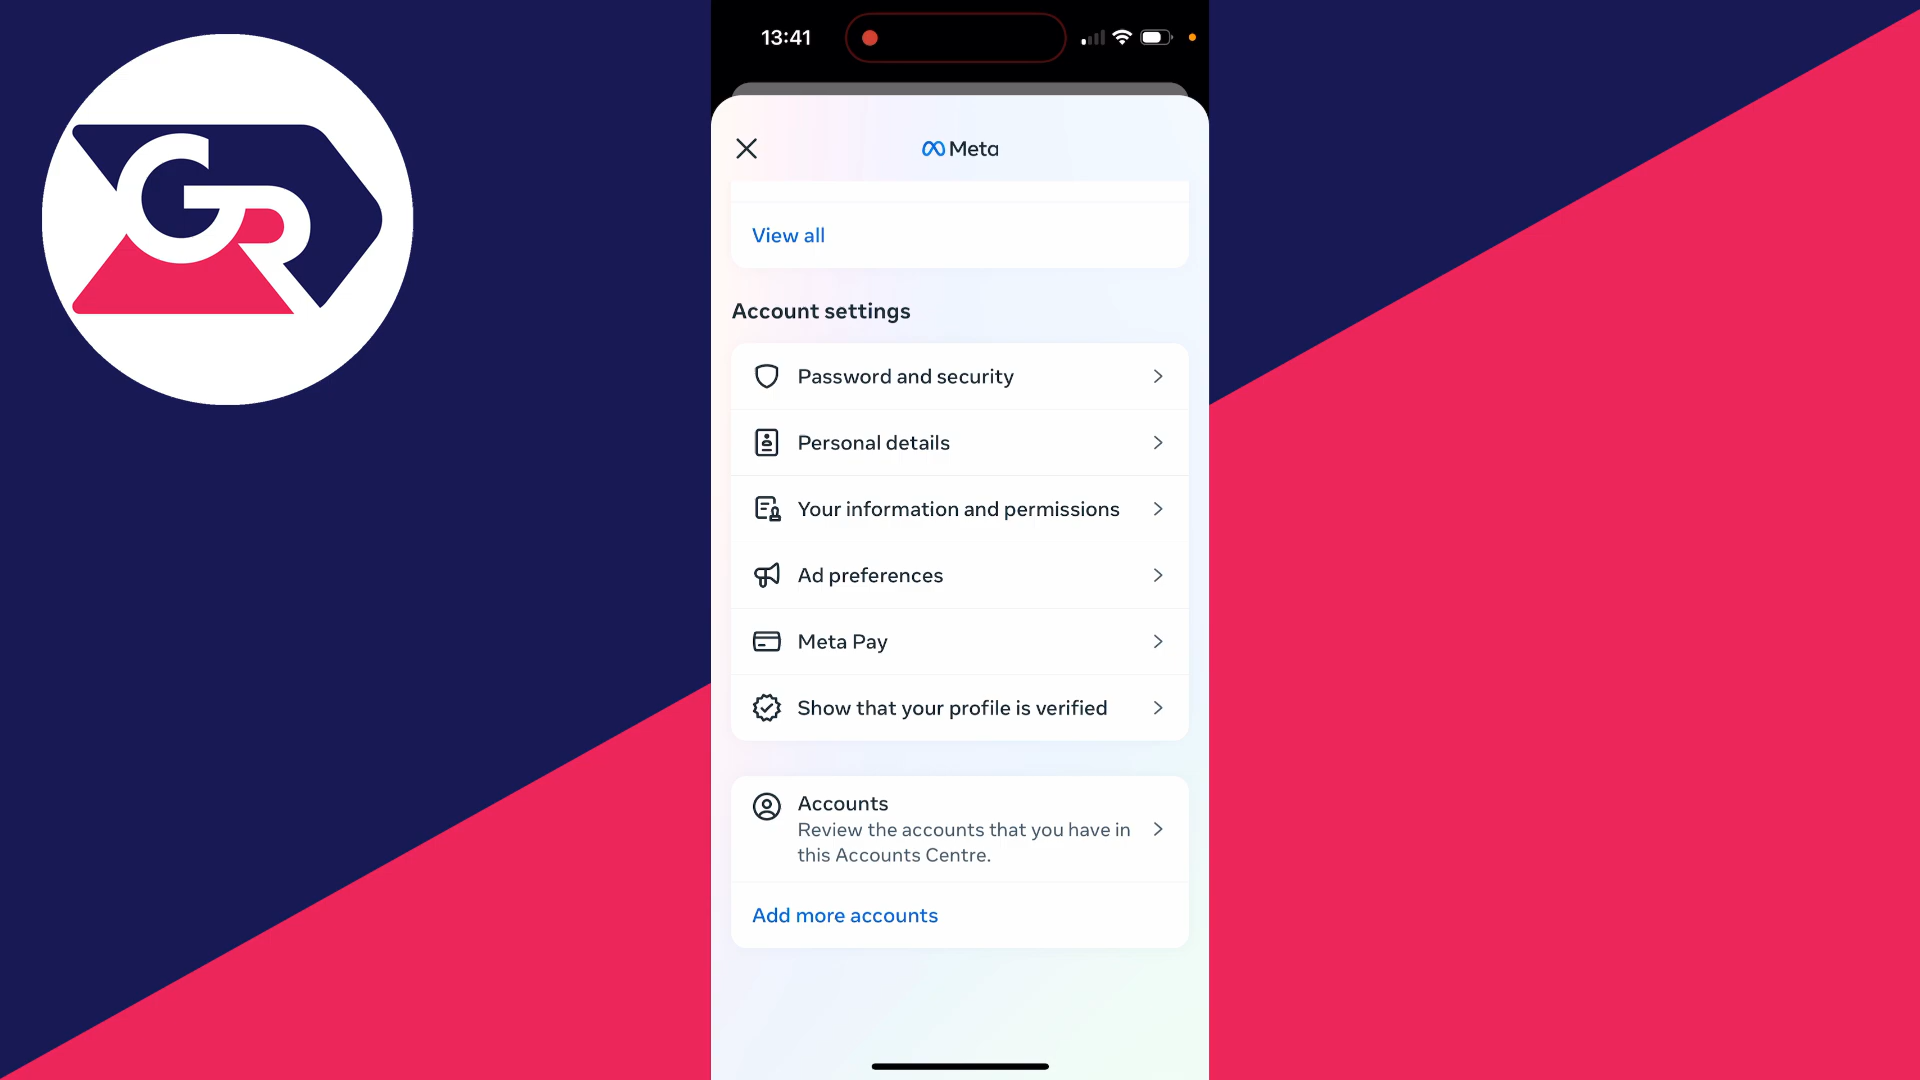 GR
13:41
Meta
View all
Account settings
Password and security
Personal details
Your information and permissions
Ad preferences
Meta Pay
Show that your profile is verified
Accounts
Review the accounts that you have in
this Accounts Centre.
Add more accounts